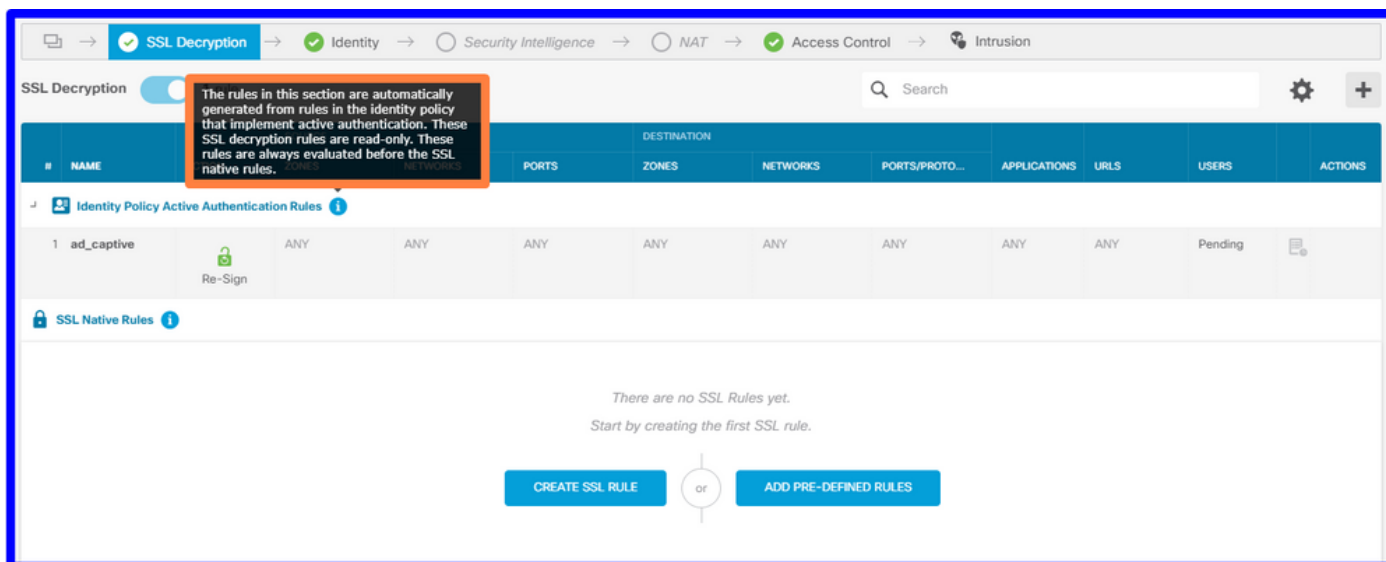 SSL Decryption → Identity → Security Intelligence → NAT → Access Control → Intrusion
SSL Decryption
Search
The rules in this section are automatically
generated from rules in the identity policy
that implement active authentication. These
SSL decryption rules are read-only. These
rules are always evaluated before the SSL
native rules.
DESTINATION
# NAME ZONES NETWORKS PORTS ZONES NETWORKS PORTS/PROTO... APPLICATIONS URLS USERS ACTIONS
Identity Policy Active Authentication Rules
1 ad_captive Re-Sign ANY ANY ANY ANY ANY ANY ANY ANY Pending
SSL Native Rules
There are no SSL Rules yet.
Start by creating the first SSL rule.
CREATE SSL RULE or ADD PRE-DEFINED RULES